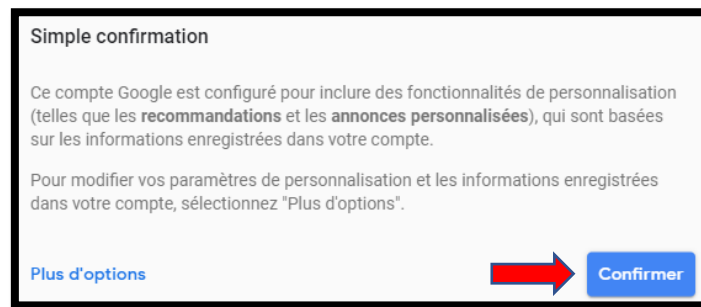 Simple confirmation
Ce compte Google est configuré pour inclure des fonctionnalités de personnalisation
(telles que les recommandations et les annonces personnalisées), qui sont basées
sur les informations enregistrées dans votre compte.
Pour modifier vos paramètres de personnalisation et les informations enregistrées
dans votre compte, sélectionnez "Plus d'options".
Plus d'options Confirmer